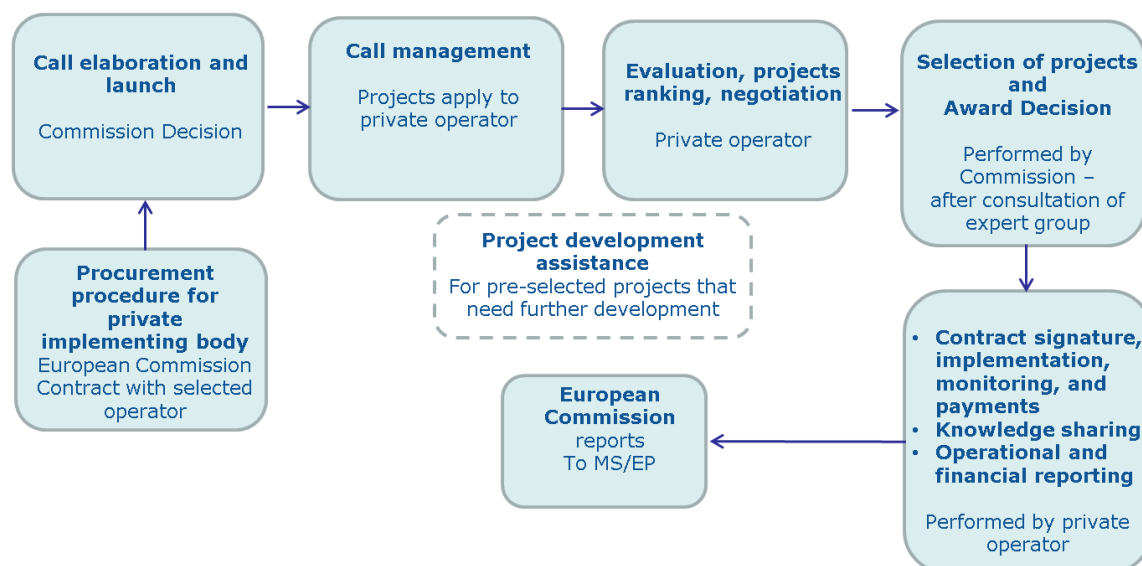 Call elaboration and
launch
Commission Decision
Call management
Projects apply to
private operator
Evaluation, projects
ranking, negotiation
Private operator
Selection of projects
and
Award Decision
Performed by
Commission –
after consultation of
expert group
Project development
assistance
For pre-selected projects that
need further development
Procurement
procedure for
private
implementing body
European Commission
Contract with selected
operator
• Contract signature,
implementation,
monitoring, and
payments
• Knowledge sharing
• Operational and
financial reporting
Performed by private
operator
European
Commission
reports
To MS/EP